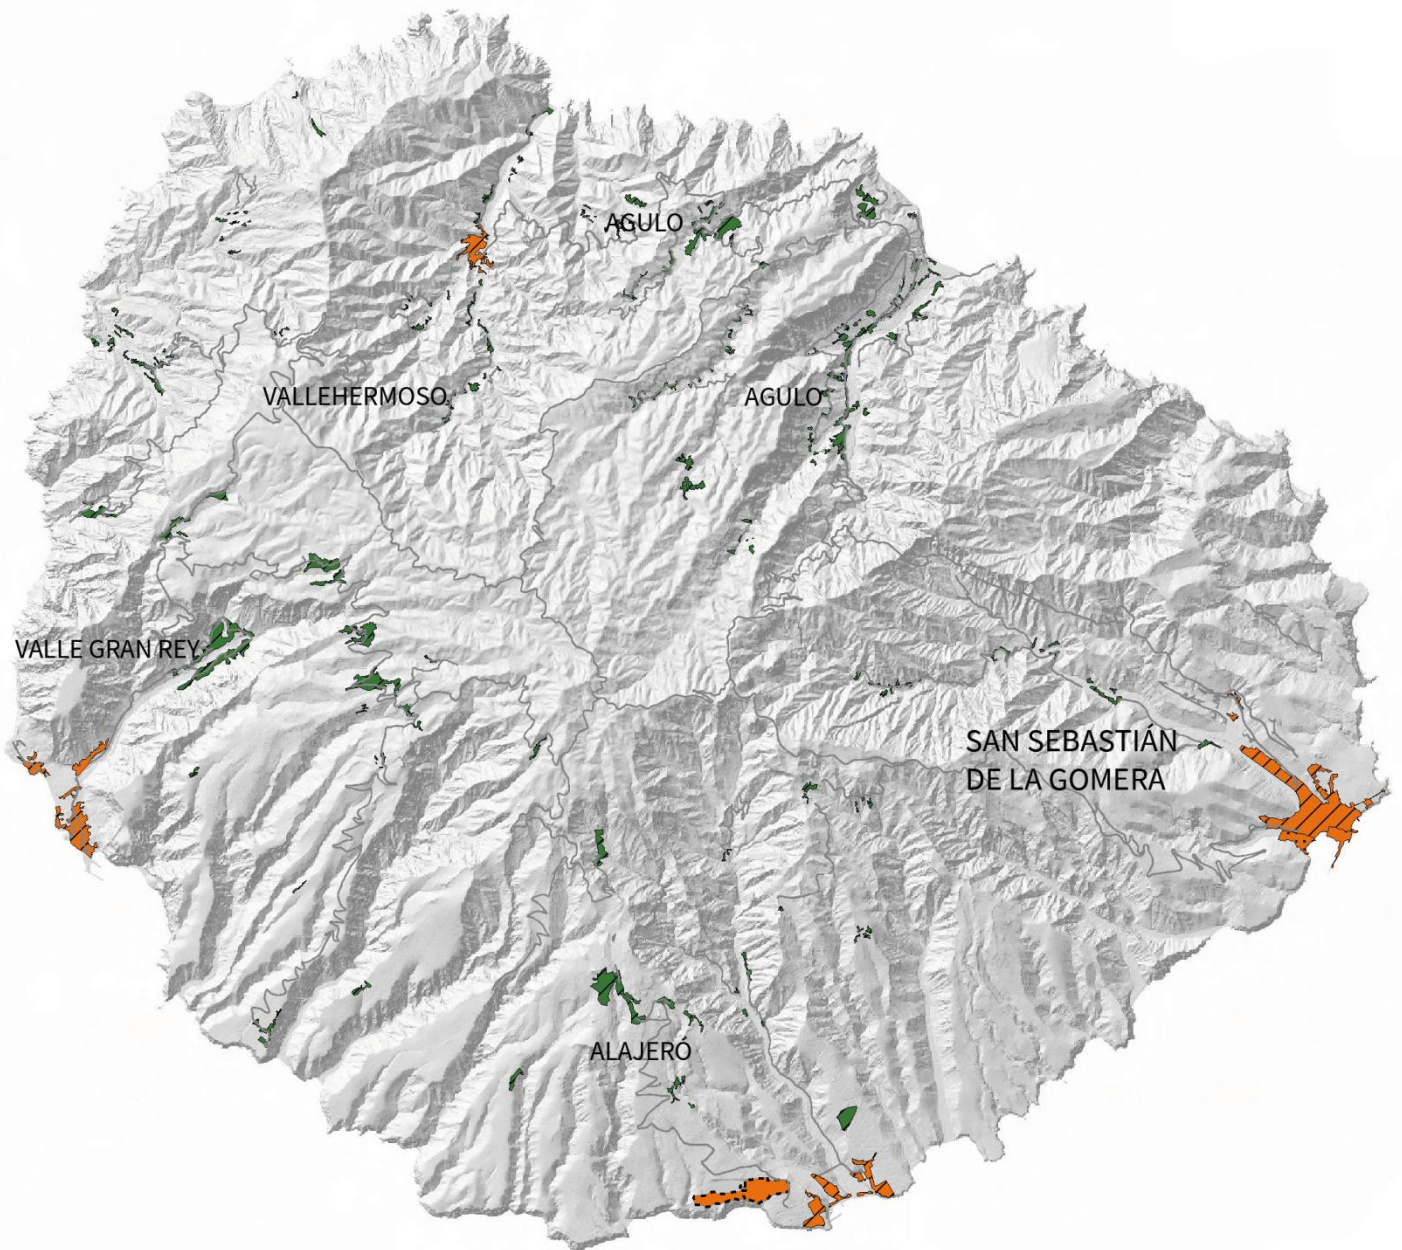 AGULO
VALLEHERMOSO
AGULO
VALLE GRAN REY
SAN SEBASTIÁN
DE LA GOMERA
ALAJERÓ